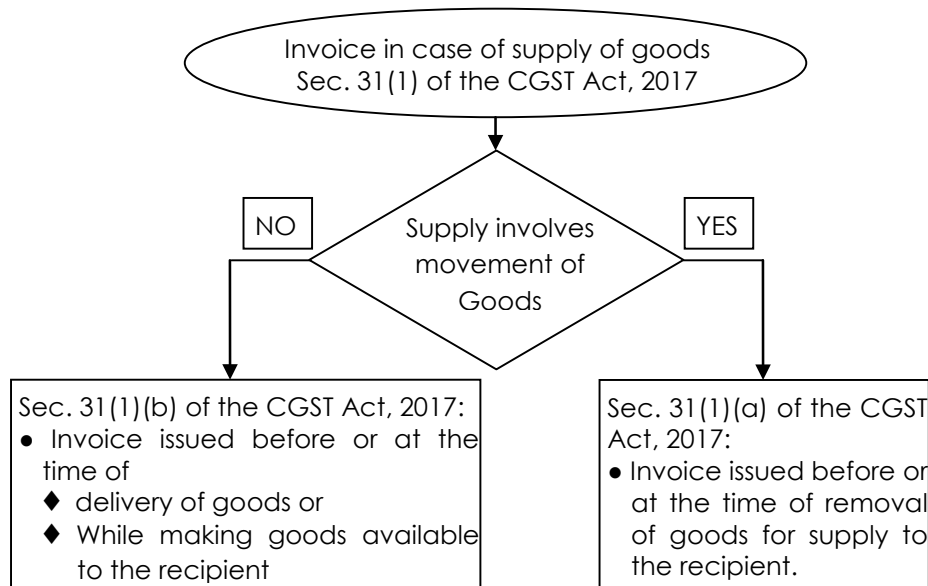 Invoice in case of supply of goods
Sec. 31(1) of the CGST Act, 2017
NO
Supply involves
movement of
Goods
YES
Sec. 31(1)(b) of the CGST Act, 2017:
● Invoice issued before or at the
time of
♦ delivery of goods or
♦ While making goods available
to the recipient
Sec. 31(1)(a) of the CGST
Act, 2017:
● Invoice issued before or
at the time of removal
of goods for supply to
the recipient.